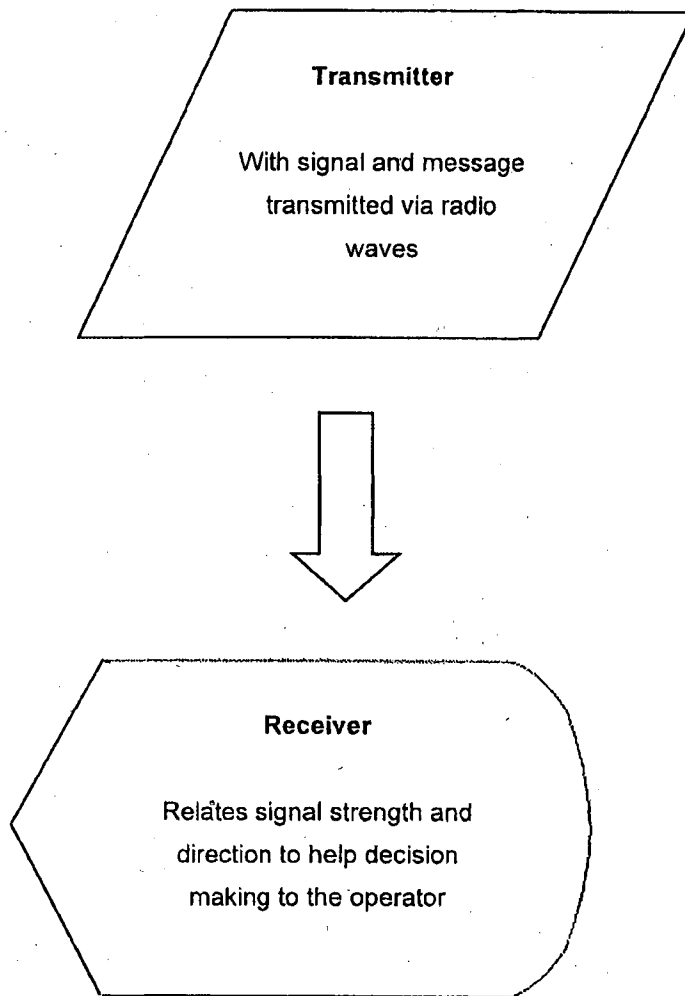 Transmitter
With signal and message
transmitted via radio
waves
Receiver
Relates signal strength and
direction to help decision
making to the operator